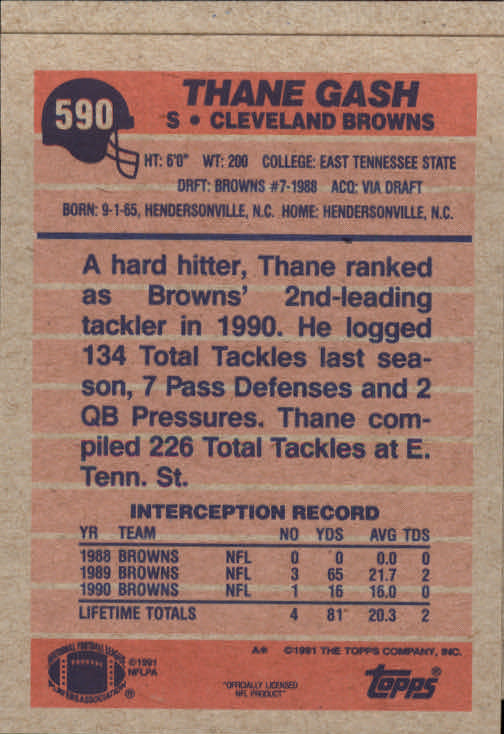 590
THANE GASH
S • CLEVELAND BROWNS
HT: 6'0" WT: 200 COLLEGE: EAST TENNESSEE STATE
DRFT: BROWNS #7-1988 ACQ: VIA DRAFT
BORN: 9-1-65, HENDERSONVILLE, N.C. HOME: HENDERSONVILLE, N.C.
A hard hitter, Thane ranked
as Browns' 2nd-leading
tackler in 1990. He logged
134 Total Tackles last sea-
son, 7 Pass Defenses and 2
QB Pressures. Thane com-
piled 226 Total Tackles at E.
Tenn. St.
INTERCEPTION RECORD
YR TEAM NO YDS AVG TDS
1988 BROWNS NFL 0 0 0.0 0
1989 BROWNS NFL 3 65 21.7 2
1990 BROWNS NFL 1 16 16.0 0
LIFETIME TOTALS 4 81 20.3 2
NATIONAL FOOTBALL LEAGUE
PLAYERS ASSOCIATION ®
©1991
NFLPA
A* ©1991 THE TOPPS COMPANY, INC.
"OFFICIALLY LICENSED
NFL PRODUCT"
topps®